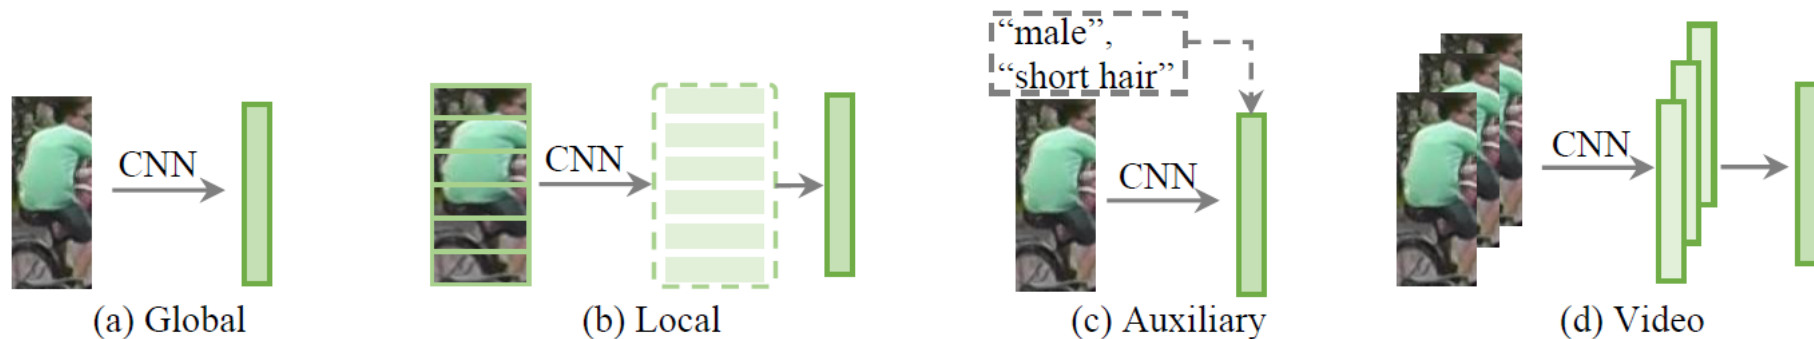 “male”,
“short hair”
CNN
CNN
CNN
CNN
(a) Global
(b) Local
(c) Auxiliary
(d) Video